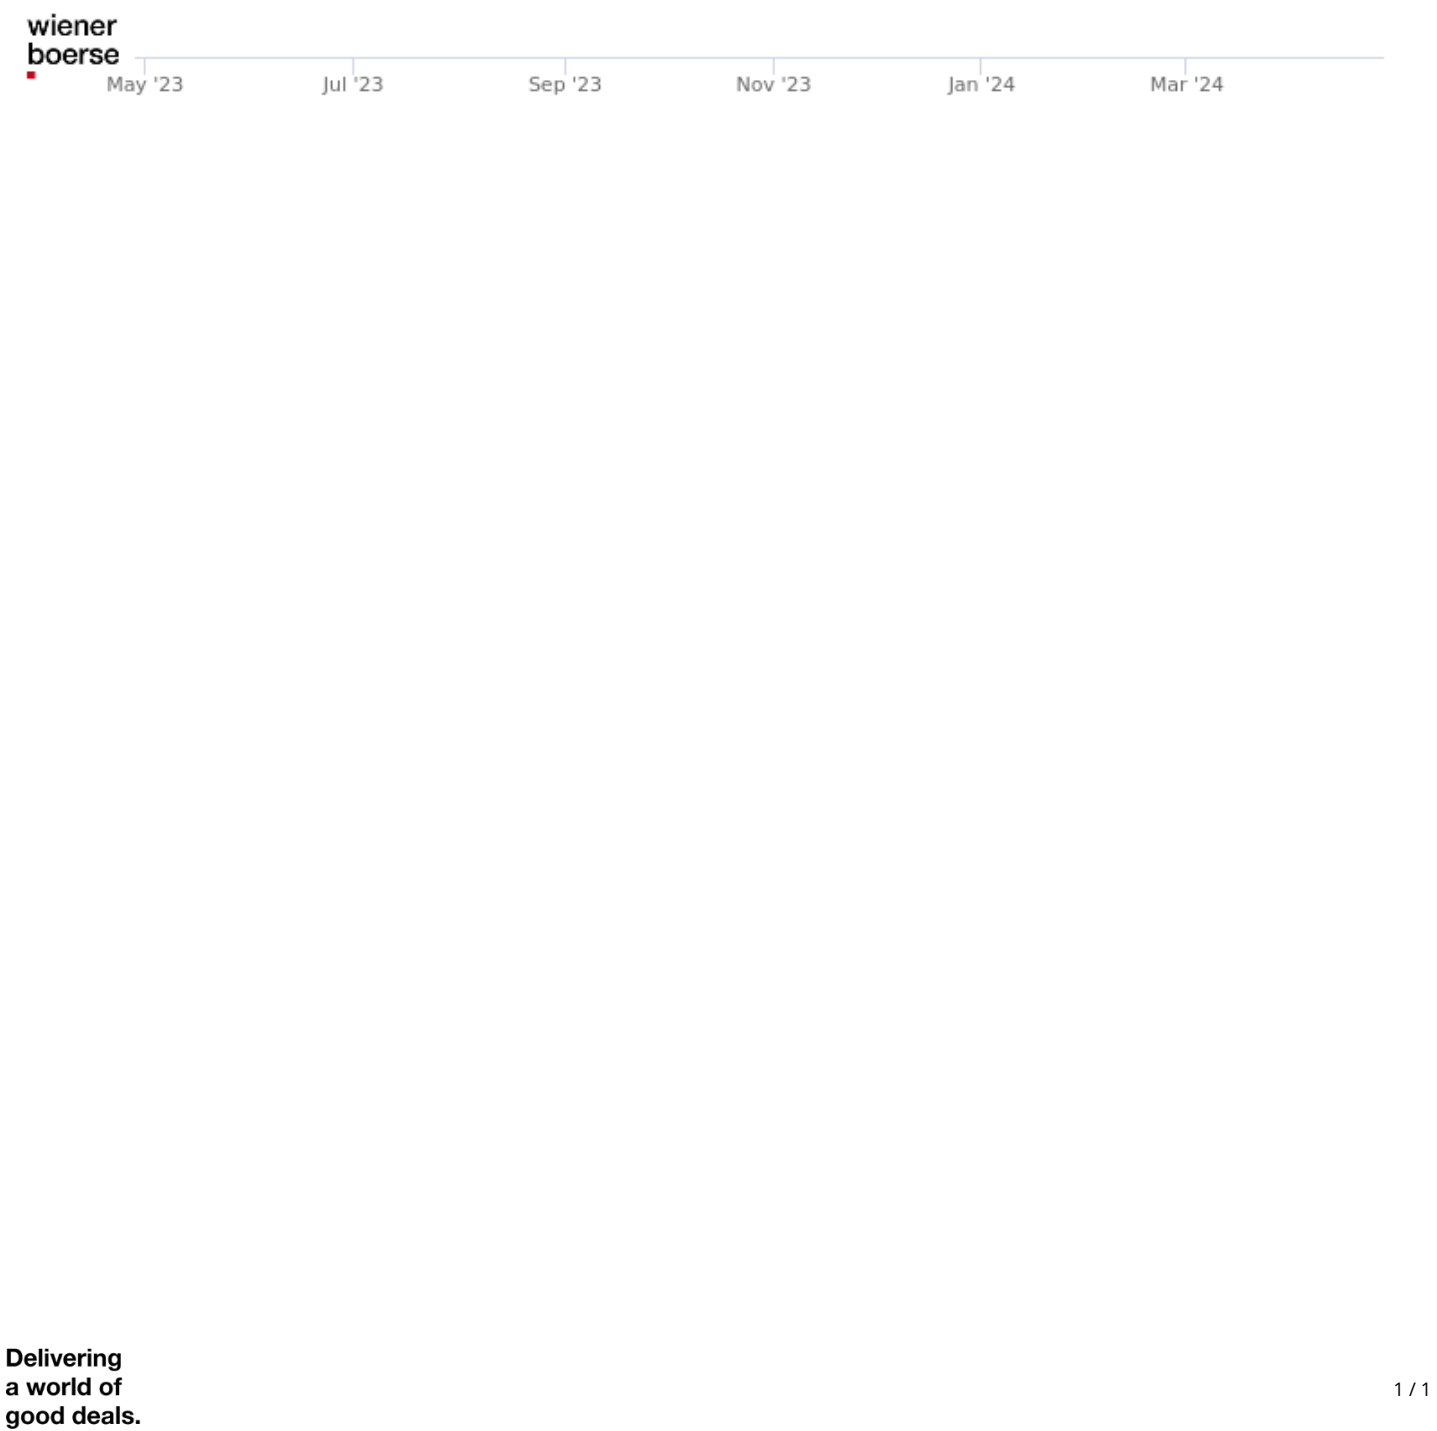 wiener
boerse
May '23 Jul '23 Sep '23 Nov '23 Jan '24 Mar '24
Delivering
a world of
good deals.
1 / 1